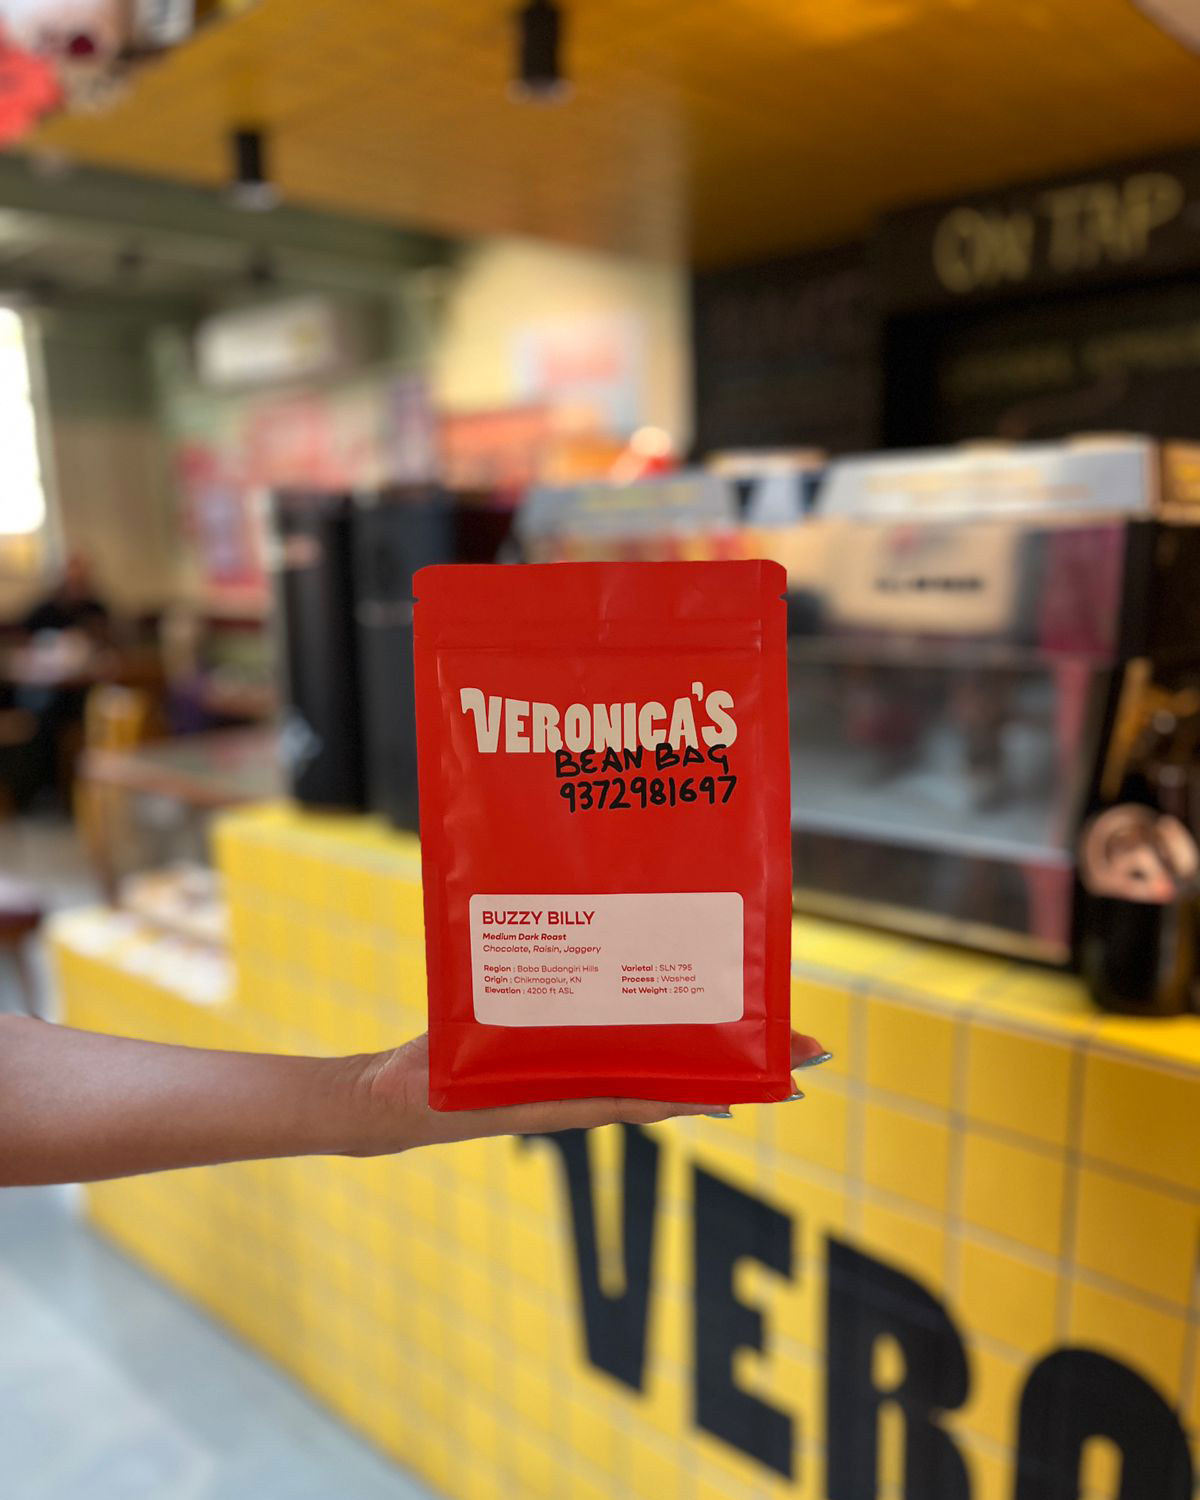 ON TAP
VERONICA'S
BEAN BAG
9372981697
BUZZY BILLY
Medium Dark Roast
Chocolate, Raisin, Jaggery
Region : Baba Budangiri Hills
Origin : Chikmagalur, KN
Elevation : 4200 ft ASL
Varietal : SLN 795
Process : Washed
Net Weight : 250 gm
VERO